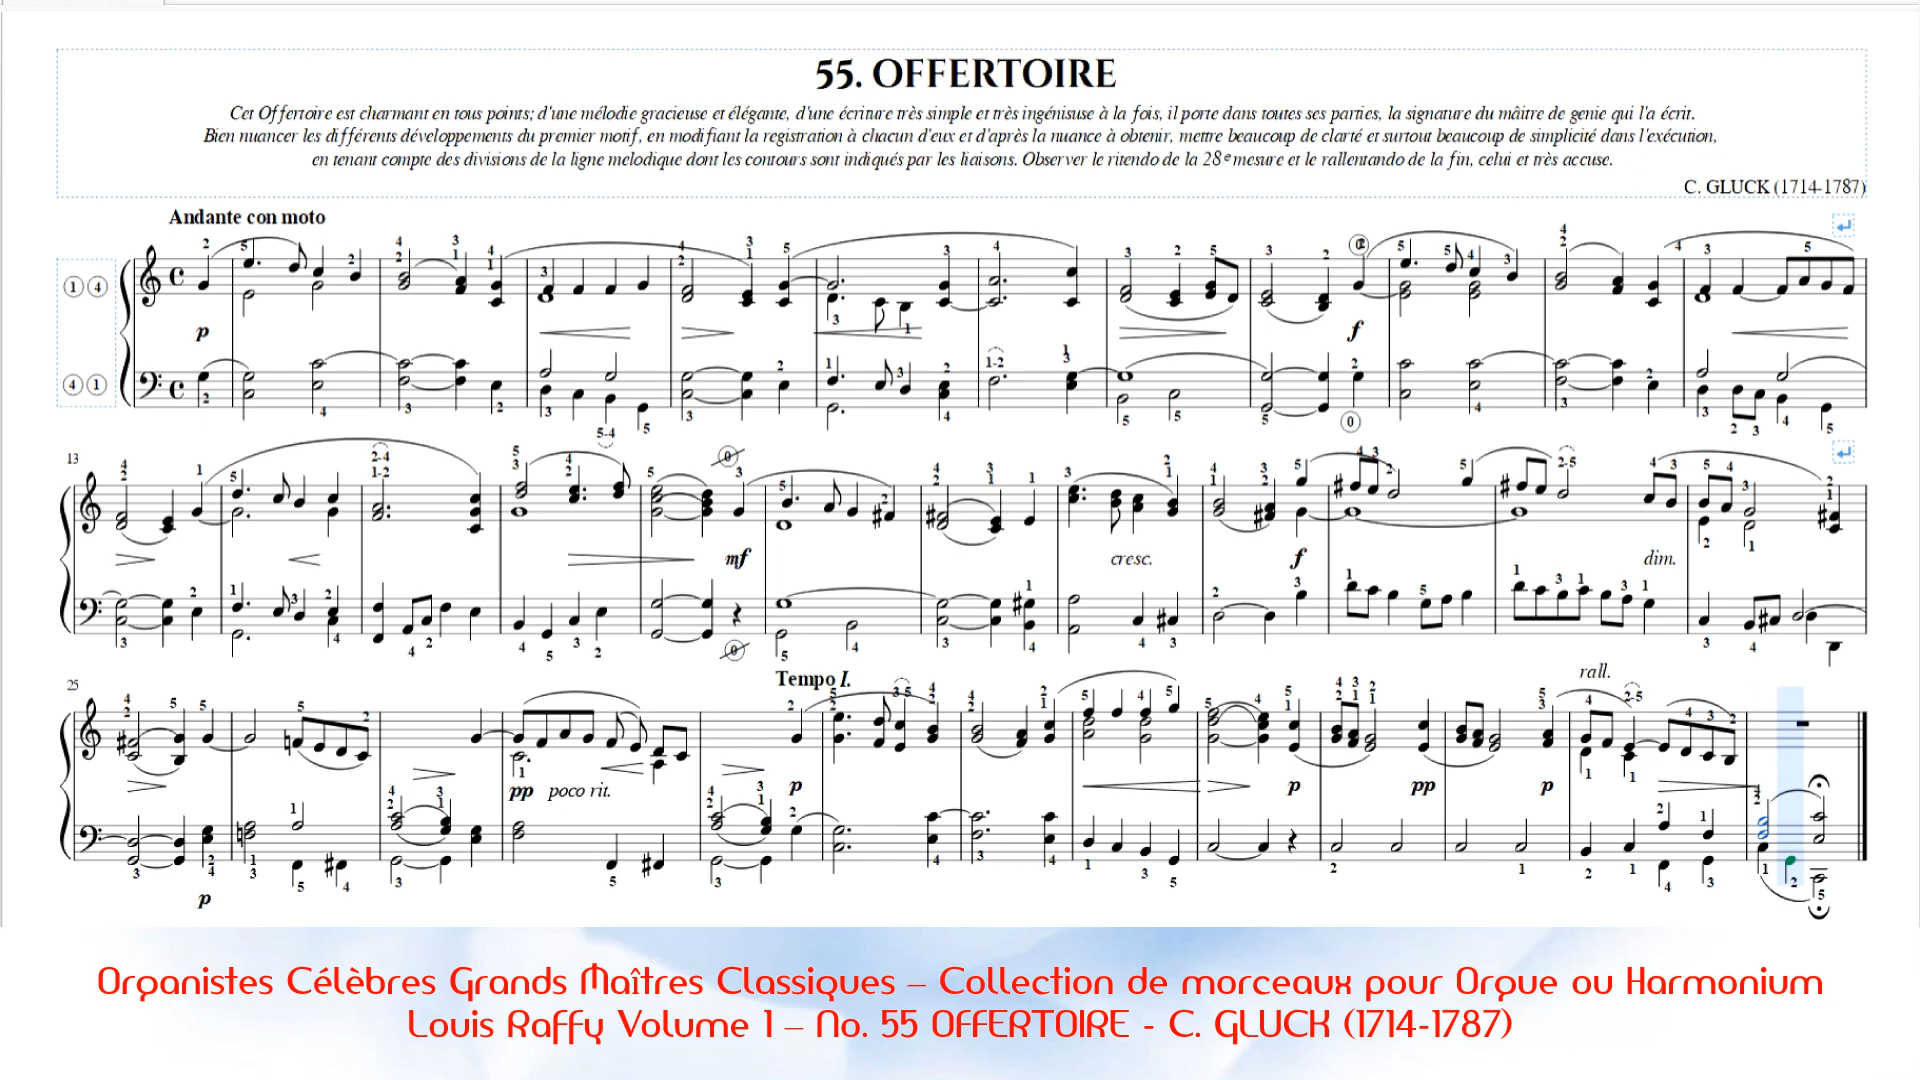 55. OFFERTOIRE
Cet Offertoire est charmant en tous points; d'une mélodie gracieuse et élégante, d'une écriture très simple et très ingénisuse à la fois, il porte dans toutes ses parties, la signature du mâitre de genie qui l'a écrit.
Bien nuancer les différents développements du premier motif, en modifiant la registration à chacun d'eux et d'après la nuance à obtenir, mettre beaucoup de clarté et surtout beaucoup de simplicité dans l'exécution,
en tenant compte des divisions de la ligne melodique dont les contours sont indiqués par les liaisons. Observer le ritendo de la 28e mesure et le rallentando de la fin, celui et très accuse.
C. GLUCK (1714-1787)
Andante con moto
1 4
p f
4 1
13
mf cresc. f dim.
25
Tempo I.
rall.
pp poco rit. p p pp p
p
Organistes Célèbres Grands Maîtres Classiques – Collection de morceaux pour Orgue ou Harmonium
Louis Raffy Volume 1 – No. 55 OFFERTOIRE - C. GLUCK (1714-1787)